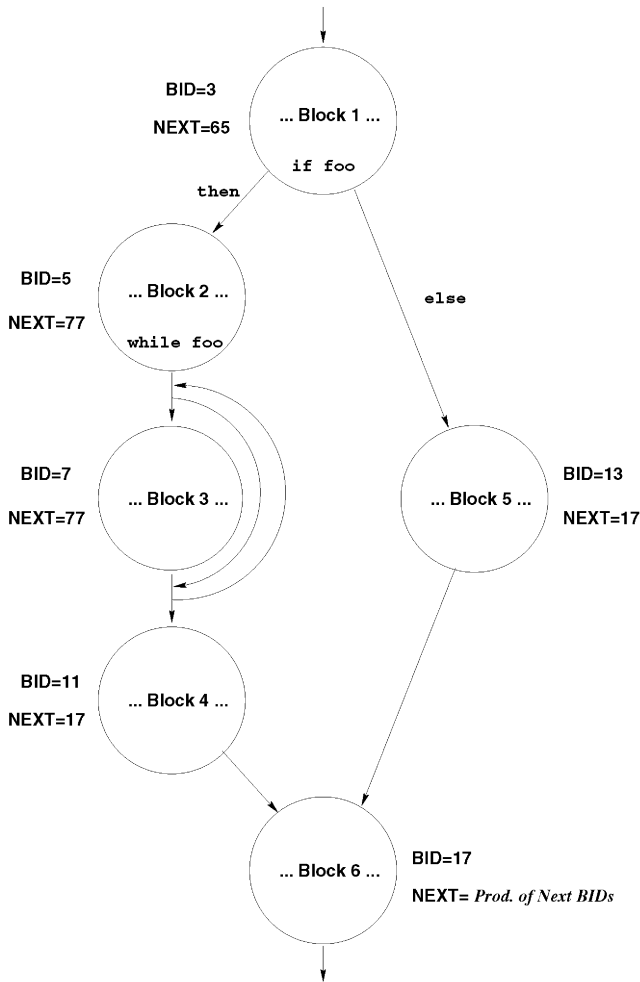 BID=3
NEXT=65
... Block 1 ...
if foo
then
else
BID=5
NEXT=77
... Block 2 ...
while foo
BID=7
NEXT=77
... Block 3 ...
... Block 5 ...
BID=13
NEXT=17
BID=11
NEXT=17
... Block 4 ...
... Block 6 ...
BID=17
NEXT= Prod. of Next BIDs